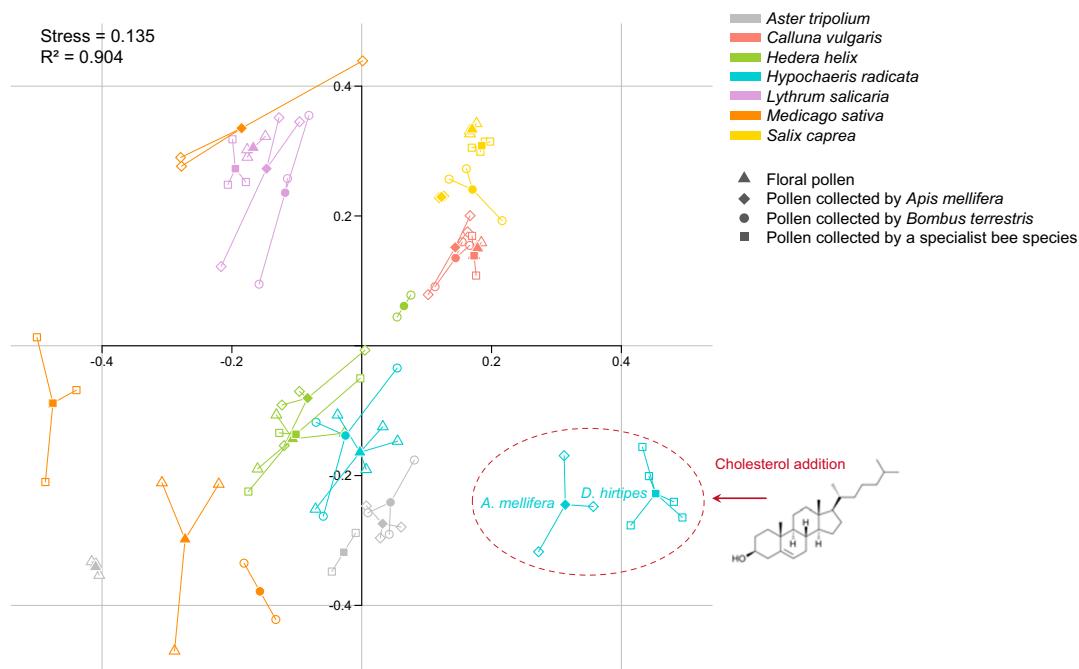 Stress = 0.135
R² = 0.904
Aster tripolium
Calluna vulgaris
Hedera helix
Hypochaeris radicata
Lythrum salicaria
Medicago sativa
Salix caprea
Floral pollen
Pollen collected by Apis mellifera
Pollen collected by Bombus terrestris
Pollen collected by a specialist bee species
0.4
0.2
-0.4
-0.2
0.2
0.4
-0.2
-0.4
Cholesterol addition
A. mellifera
D. hirtipes
H
H H
HO